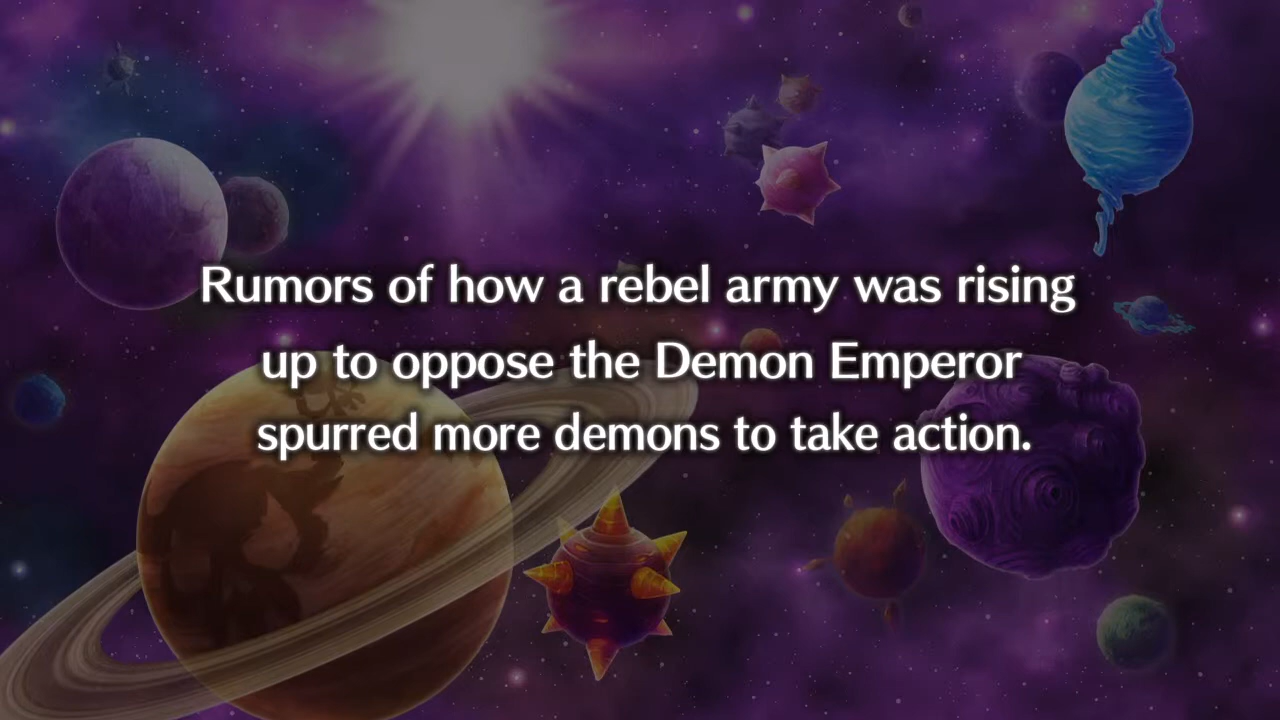 Rumors of how a rebel army was rising
up to oppose the Demon Emperor
spurred more demons to take action.